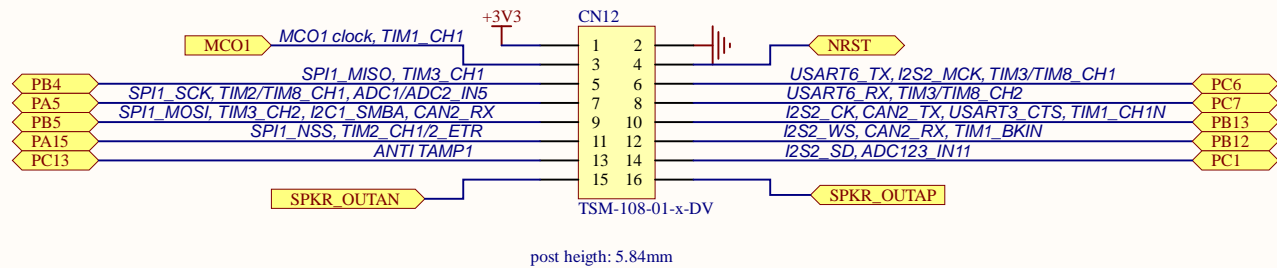 +3V3
CN12
MCO1
MCO1 clock, TIM1_CH1
1
2
NRST
3
4
PB4
SPI1_MISO, TIM3_CH1
5
6
USART6_TX, I2S2_MCK, TIM3/TIM8_CH1
PC6
PA5
SPI1_SCK, TIM2/TIM8_CH1, ADC1/ADC2_IN5
7
8
USART6_RX, TIM3/TIM8_CH2
PC7
PB5
SPI1_MOSI, TIM3_CH2, I2C1_SMBA, CAN2_RX
9
10
I2S2_CK, CAN2_TX, USART3_CTS, TIM1_CH1N
PB13
PA15
SPI1_NSS, TIM2_CH1/2_ETR
11
12
I2S2_WS, CAN2_RX, TIM1_BKIN
PB12
PC13
ANTI TAMP1
13
14
I2S2_SD, ADC123_IN11
PC1
15
16
SPKR_OUTAN
SPKR_OUTAP
TSM-108-01-x-DV
post heigth: 5.84mm